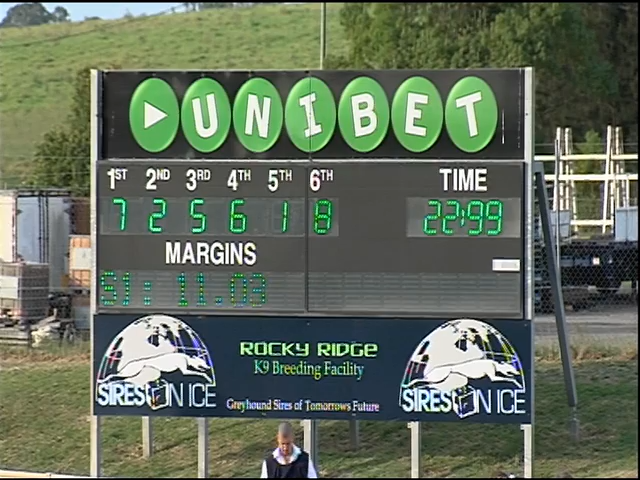 UNIBET
1ST 2ND 3RD 4TH 5TH 6TH TIME
7 2 5 6 1 8 22:99
MARGINS
S1: 11.03
ROCKY RIDGE
K9 Breeding Facility
SIRES ON ICE
SIRES ON ICE
Greyhound Sires of Tomorrows Future